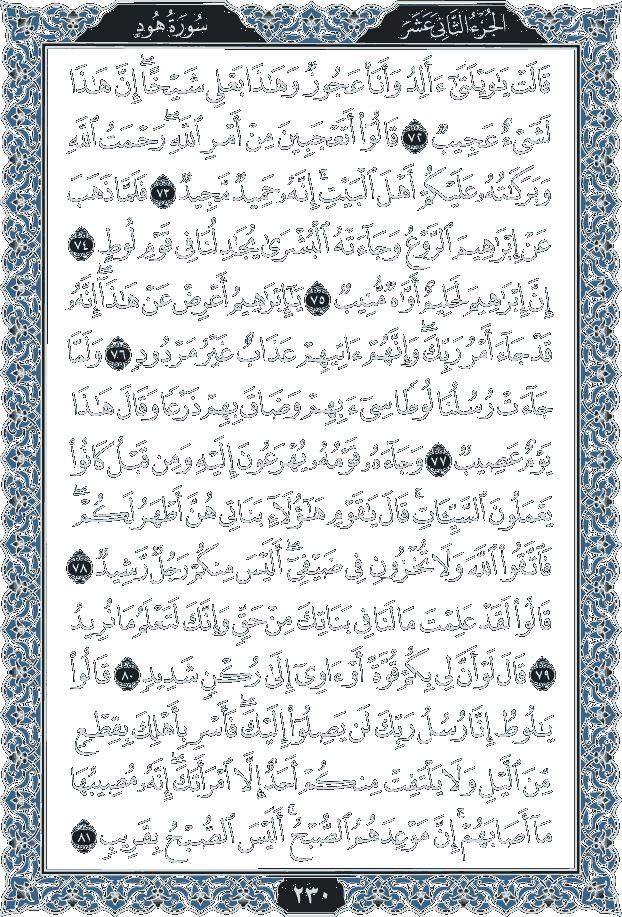 الجزء الثاني عشر
سورة هود
قَالَتْ يَٰوَيْلَتَىٰٓ ءَأَلِدُ وَأَنَا۠ عَجُوزٌ وَهَٰذَا بَعْلِى شَيْخًا ۖ إِنَّ هَٰذَا
لَشَىْءٌ عَجِيبٌ ٧٢ قَالُوٓا۟ أَتَعْجَبِينَ مِنْ أَمْرِ ٱللَّهِ ۖ رَحْمَتُ ٱللَّهِ
وَبَرَكَٰتُهُۥ عَلَيْكُمْ أَهْلَ ٱلْبَيْتِ ۚ إِنَّهُۥ حَمِيدٌ مَّجِيدٌ ٧٣ فَلَمَّا ذَهَبَ
عَنْ إِبْرَٰهِيمَ ٱلرَّوْعُ وَجَآءَتْهُ ٱلْبُشْرَىٰ يُجَٰدِلُنَا فِى قَوْمِ لُوطٍ ٧٤
إِنَّ إِبْرَٰهِيمَ لَحَلِيمٌ أَوَّٰهٌ مُّنِيبٌ ٧٥ يَٰٓإِبْرَٰهِيمُ أَعْرِضْ عَنْ هَٰذَآ ۖ إِنَّهُۥ
قَدْ جَآءَ أَمْرُ رَبِّكَ ۖ وَإِنَّهُمْ ءَاتِيهِمْ عَذَابٌ غَيْرُ مَرْدُودٍ ٧٦ وَلَمَّا
جَآءَتْ رُسُلُنَا لُوطًا سِىٓءَ بِهِمْ وَضَاقَ بِهِمْ ذَرْعًا وَقَالَ هَٰذَا
يَوْمٌ عَصِيبٌ ٧٧ وَجَآءَهُۥ قَوْمُهُۥ يُهْرَعُونَ إِلَيْهِ وَمِن قَبْلُ كَانُوا۟
يَعْمَلُونَ ٱلسَّيِّـَٔاتِ ۚ قَالَ يَٰقَوْمِ هَٰٓؤُلَآءِ بَنَاتِى هُنَّ أَطْهَرُ لَكُمْ ۖ
فَٱتَّقُوا۟ ٱللَّهَ وَلَا تُخْزُونِ فِى ضَيْفِىٓ ۖ أَلَيْسَ مِنكُمْ رَجُلٌ رَّشِيدٌ ٧٨
قَالُوا۟ لَقَدْ عَلِمْتَ مَا لَنَا فِى بَنَاتِكَ مِنْ حَقٍّ وَإِنَّكَ لَتَعْلَمُ مَا نُرِيدُ
٧٩ قَالَ لَوْ أَنَّ لِى بِكُمْ قُوَّةً أَوْ ءَاوِىٓ إِلَىٰ رُكْنٍ شَدِيدٍ ٨٠ قَالُوا۟
يَٰلُوطُ إِنَّا رُسُلُ رَبِّكَ لَن يَصِلُوٓا۟ إِلَيْكَ ۖ فَأَسْرِ بِأَهْلِكَ بِقِطْعٍ
مِّنَ ٱلَّيْلِ وَلَا يَلْتَفِتْ مِنكُمْ أَحَدٌ إِلَّا ٱمْرَأَتَكَ ۖ إِنَّهُۥ مُصِيبُهَا
مَآ أَصَابَهُمْ ۚ إِنَّ مَوْعِدَهُمُ ٱلصُّبْحُ ۚ أَلَيْسَ ٱلصُّبْحُ بِقَرِيبٍ ٨١
٢٣٠